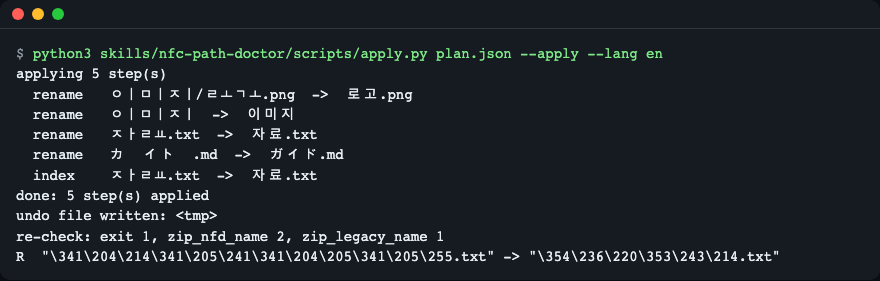 $ python3 skills/nfc-path-doctor/scripts/apply.py plan.json --apply --lang en
applying 5 step(s)
rename ㅇㅣㅁㅣㅈㅣ/ㄹㅗㄱㅗ.png -> 로고.png
rename ㅇㅣㅁㅣㅈㅣ -> 이미지
rename ㅈㅏㄹㅛ.txt -> 자료.txt
rename カ イト .md -> ガイド.md
index ㅈㅏㄹㅛ.txt -> 자료.txt
done: 5 step(s) applied
undo file written: <tmp>
re-check: exit 1, zip_nfd_name 2, zip_legacy_name 1
R "\341\204\214\341\205\241\341\204\205\341\205\255.txt" -> "\354\236\220\353\243\214.txt"